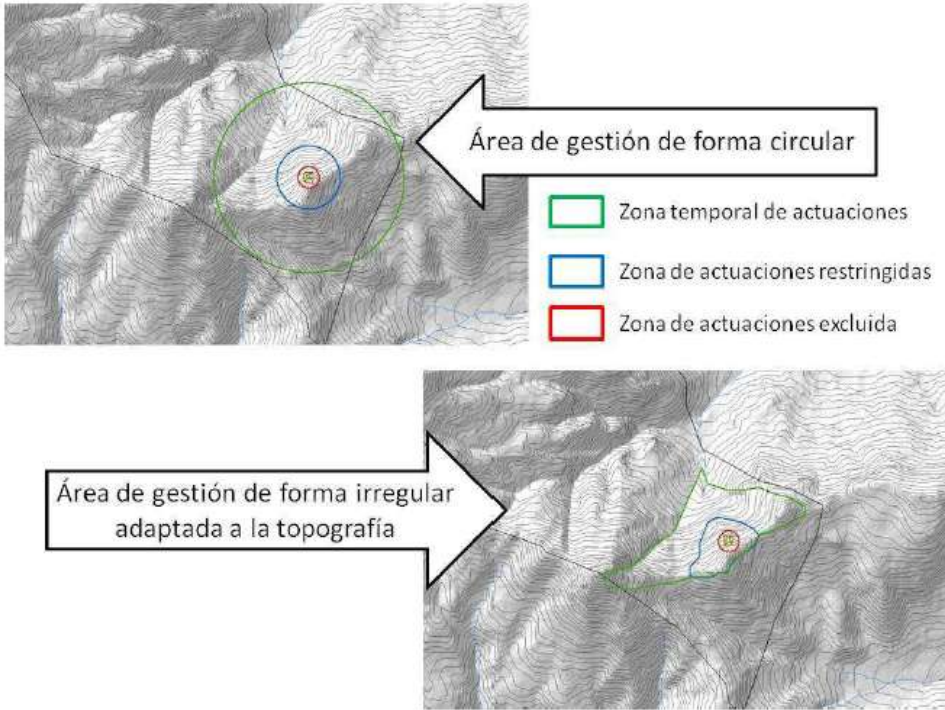 Área de gestión de forma circular
Zona temporal de actuaciones
Zona de actuaciones restringidas
Zona de actuaciones excluida
Área de gestión de forma irregular
adaptada a la topografía